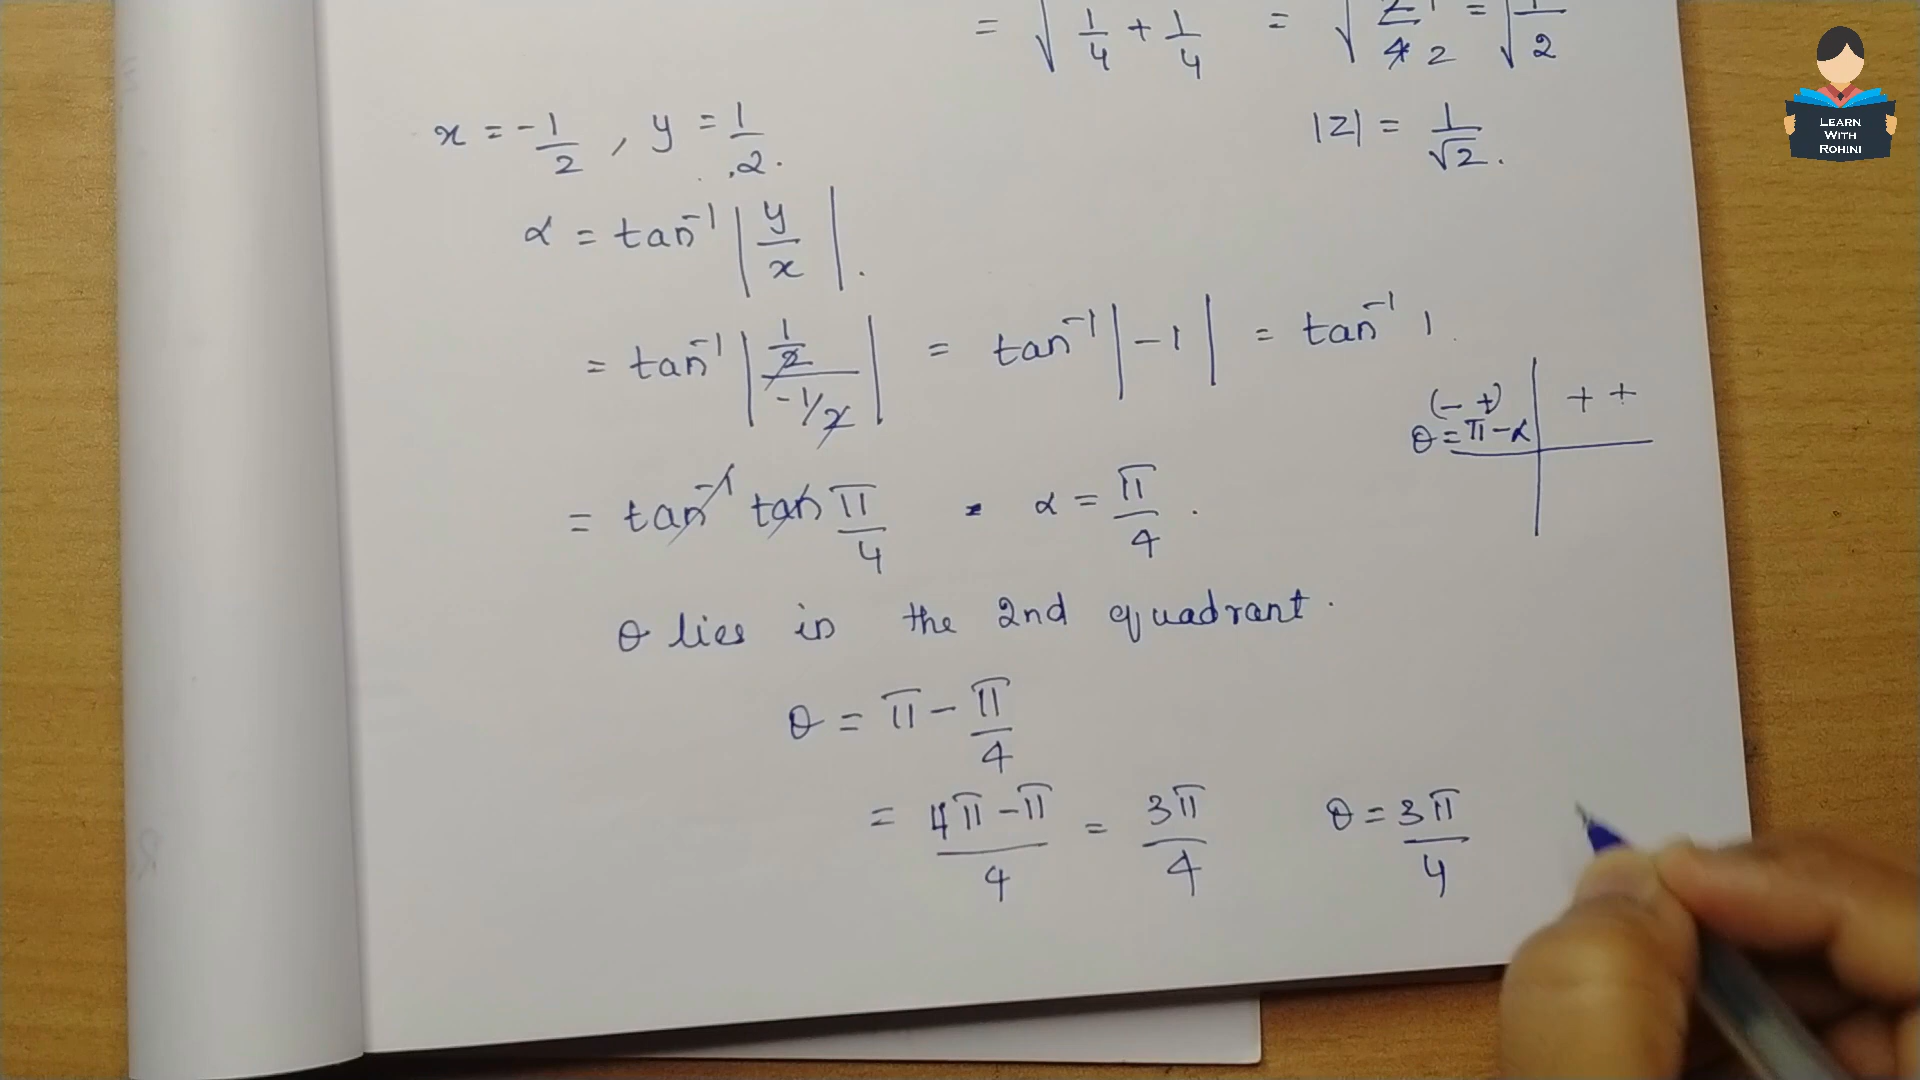 = √(1/4 + 1/4) = √(2/4) 1 2 = √(1/2)
x = -1/2 , y = 1/2.
|z| = 1/√2.
α = tan⁻¹ |y/x|.
= tan⁻¹ |(1/2)/(-1/2)| = tan⁻¹ |-1| = tan⁻¹ 1.
(- +) + +
θ = π-α
= tan⁻¹ tan π/4 . α = π/4 .
θ lies in the 2nd quadrant.
θ = π - π/4
= (4π - π)/4 = 3π/4 θ = 3π/4
LEARN
WITH
ROHINI